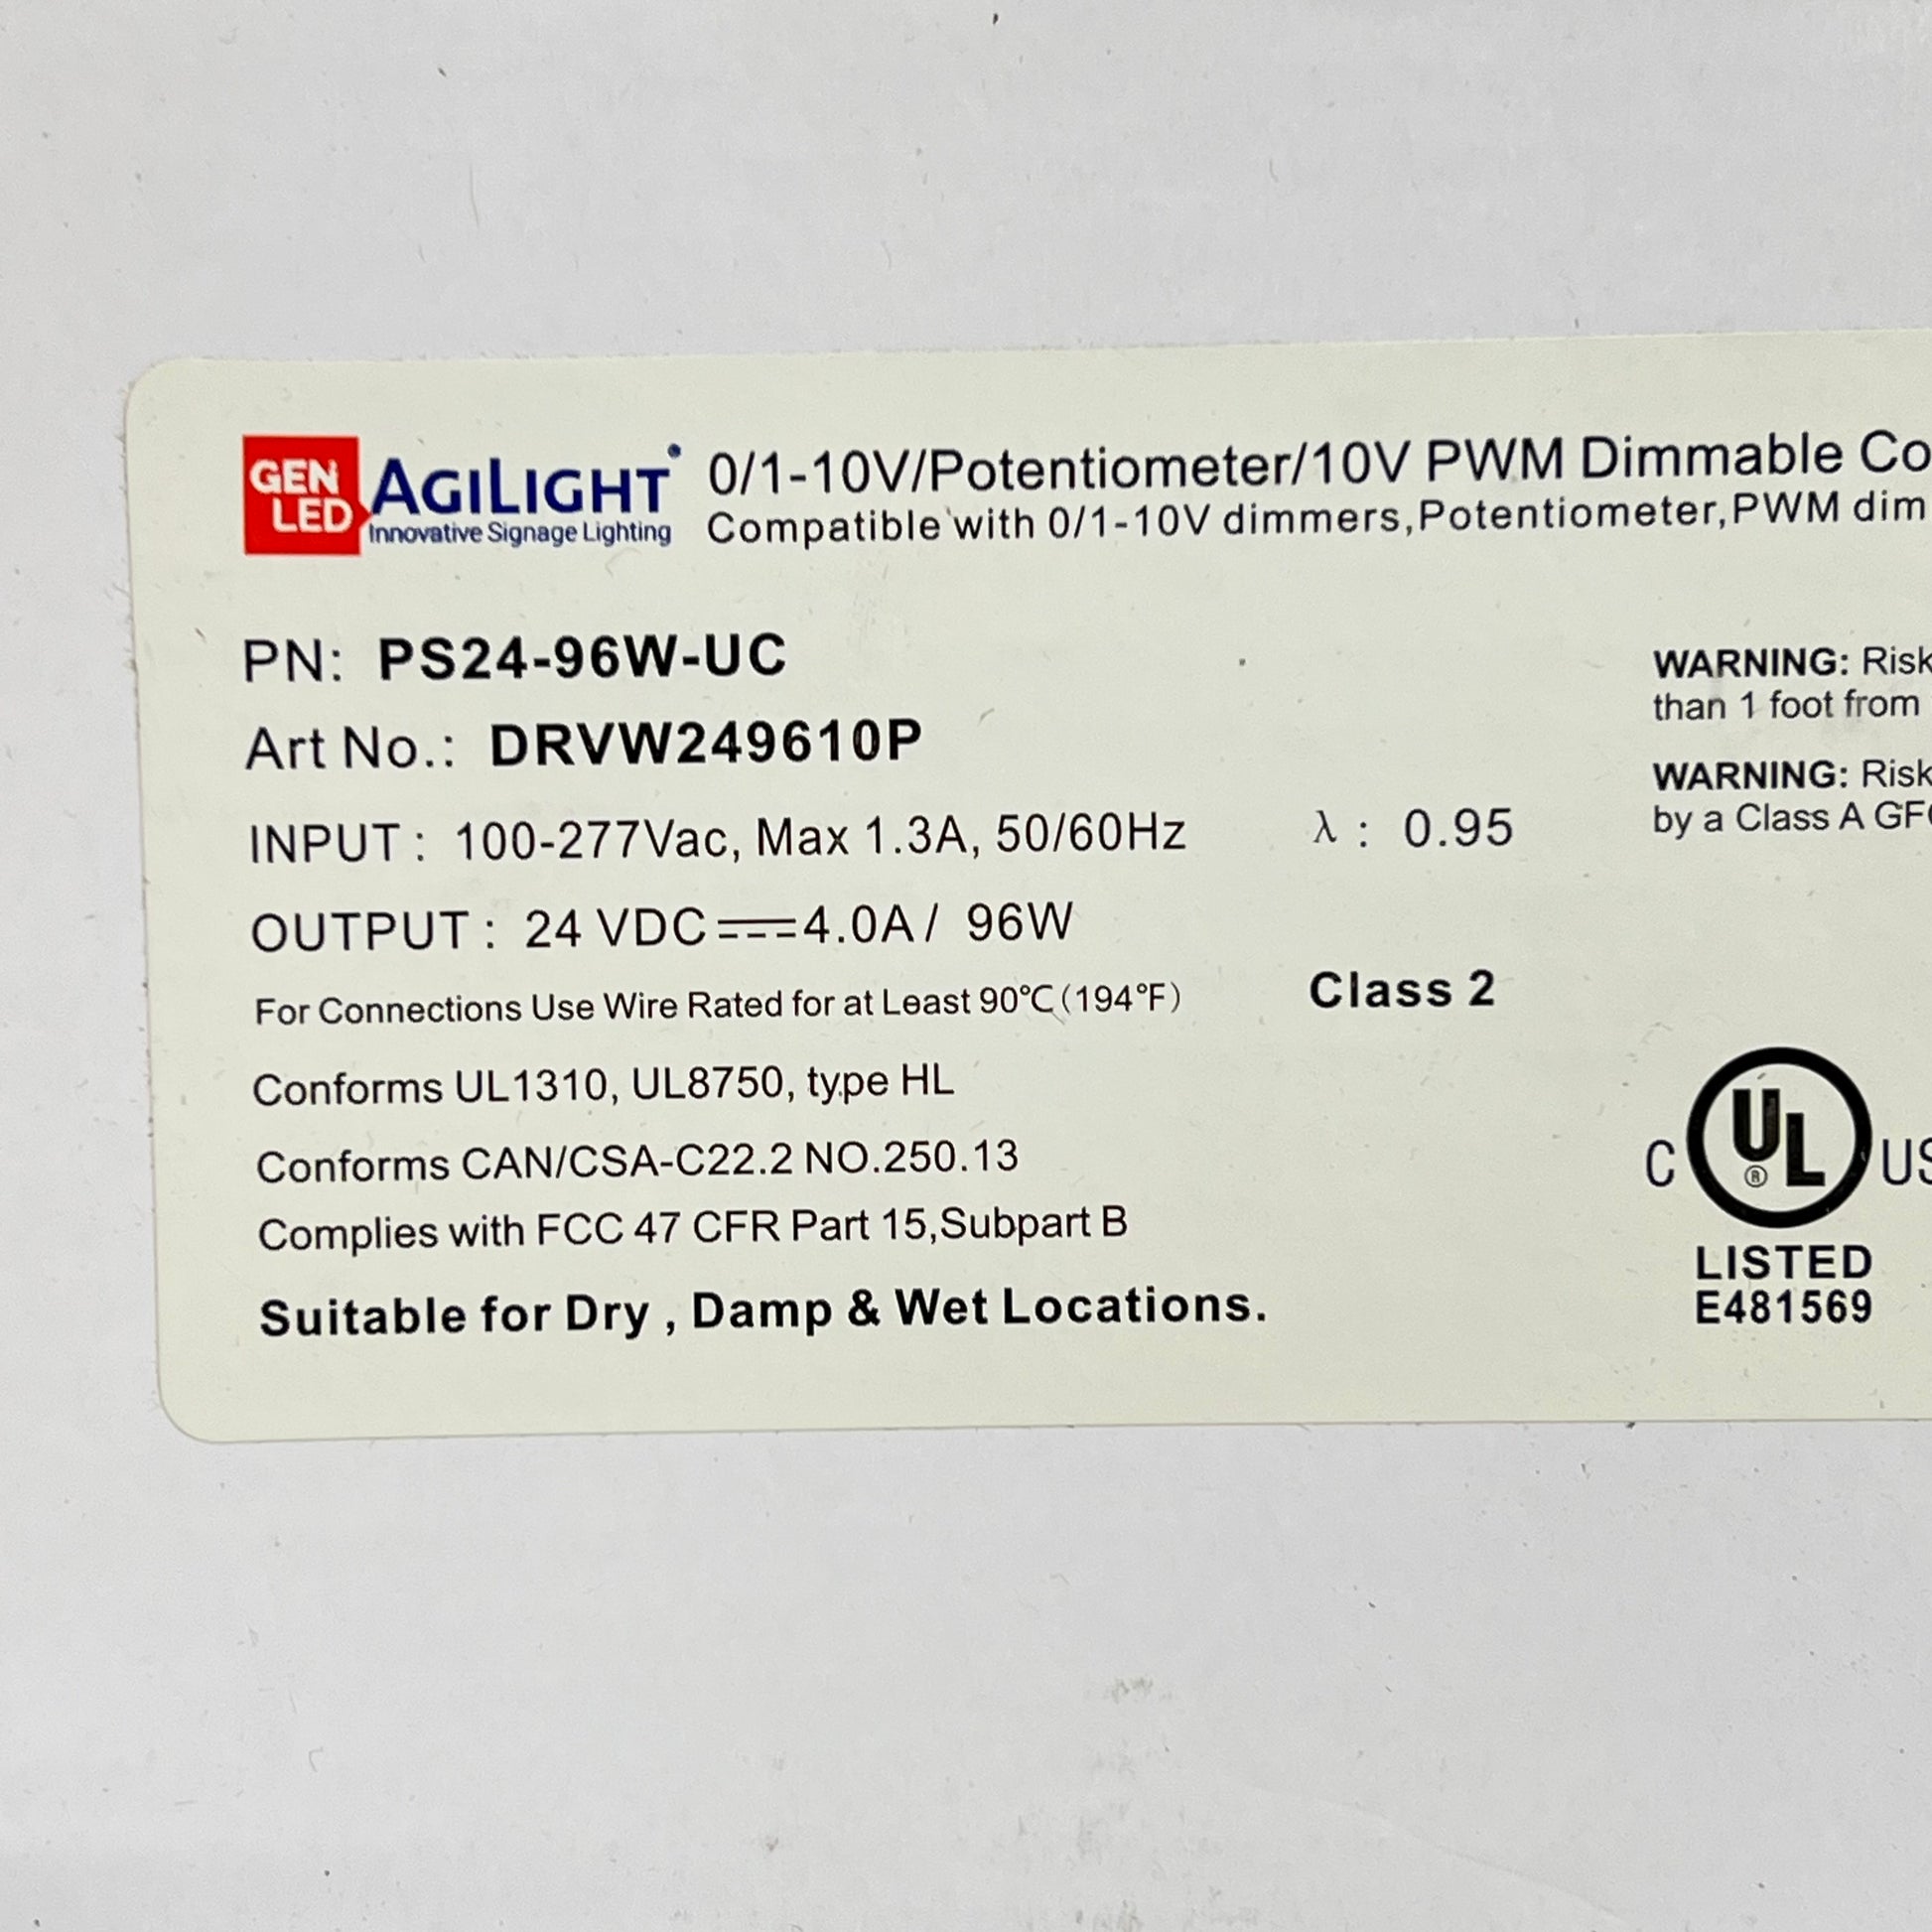 GEN LED AGILIGHT
Innovative Signage Lighting
0/1-10V/Potentiometer/10V PWM Dimmable Co
Compatible with 0/1-10V dimmers,Potentiometer,PWM dim
PN: PS24-96W-UC
Art No.: DRVW249610P
INPUT: 100-277Vac, Max 1.3A, 50/60Hz λ: 0.95
OUTPUT: 24 VDC⎓4.0A/ 96W
For Connections Use Wire Rated for at Least 90℃(194℉) Class 2
Conforms UL1310, UL8750, type HL
Conforms CAN/CSA-C22.2 NO.250.13
Complies with FCC 47 CFR Part 15,Subpart B
Suitable for Dry , Damp & Wet Locations.
WARNING: Risk
than 1 foot from
WARNING: Risk
by a Class A GF
C UL® US
LISTED
E481569